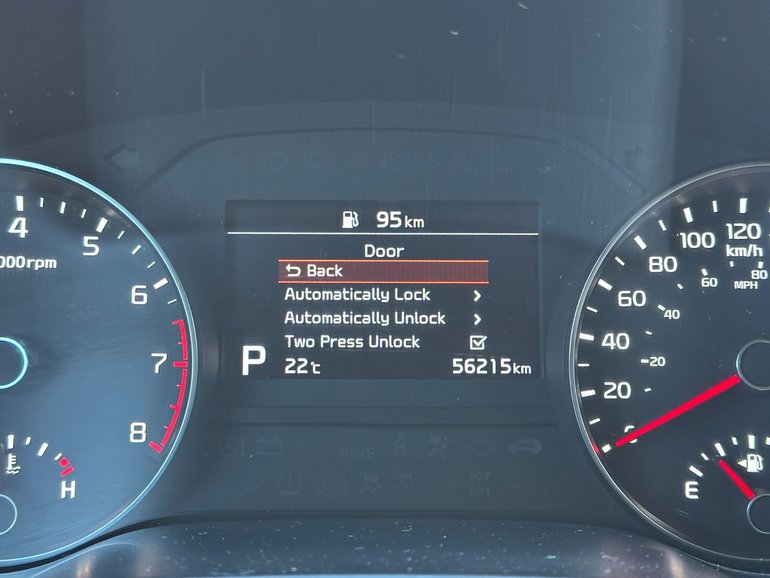 95km
Door
Back
Automatically Lock
Automatically Unlock
Two Press Unlock
P 22℃ 56215km
4
5
6
7
8
000rpm
H
0
20
40
60
80
100
120
km/h
20
40
60
80
MPH
E